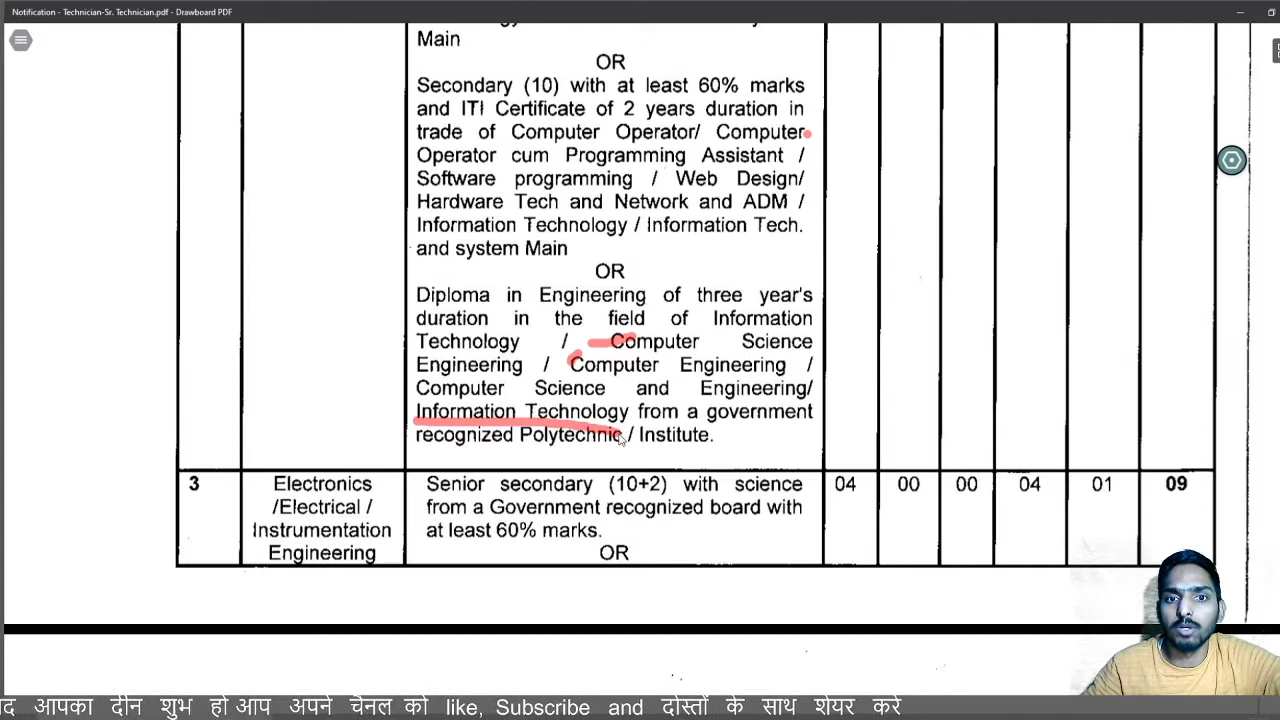 Notification - Technician-Sr. Technician.pdf - Drawboard PDF
Main
OR
Secondary (10) with at least 60% marks
and ITI Certificate of 2 years duration in
trade of Computer Operator/ Computer
Operator cum Programming Assistant /
Software programming / Web Design/
Hardware Tech and Network and ADM /
Information Technology / Information Tech.
and system Main
OR
Diploma in Engineering of three year's
duration in the field of Information
Technology / Computer Science
Engineering / Computer Engineering /
Computer Science and Engineering/
Information Technology from a government
recognized Polytechnic / Institute.
3 Electronics Senior secondary (10+2) with science 04 00 00 04 01 09
/Electrical / from a Government recognized board with
Instrumentation at least 60% marks.
Engineering OR
आपका दीन शुभ हो आप अपने चैनल को like, Subscribe and दोस्तों के साथ शेयर करे